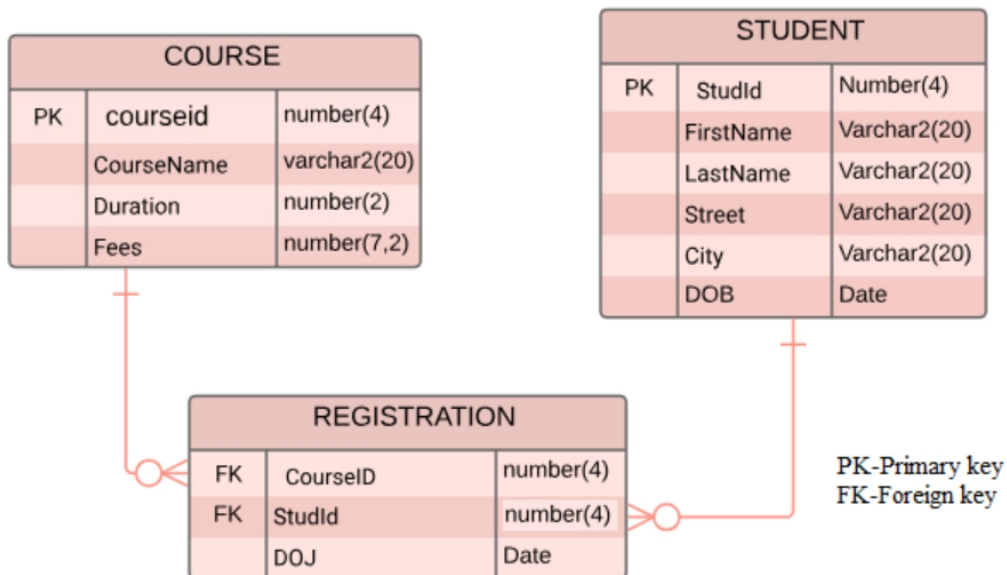 COURSE
PK courseid number(4)
CourseName varchar2(20)
Duration number(2)
Fees number(7,2)
STUDENT
PK StudId Number(4)
FirstName Varchar2(20)
LastName Varchar2(20)
Street Varchar2(20)
City Varchar2(20)
DOB Date
REGISTRATION
FK CourseID number(4)
FK StudId number(4)
DOJ Date
PK-Primary key
FK-Foreign key